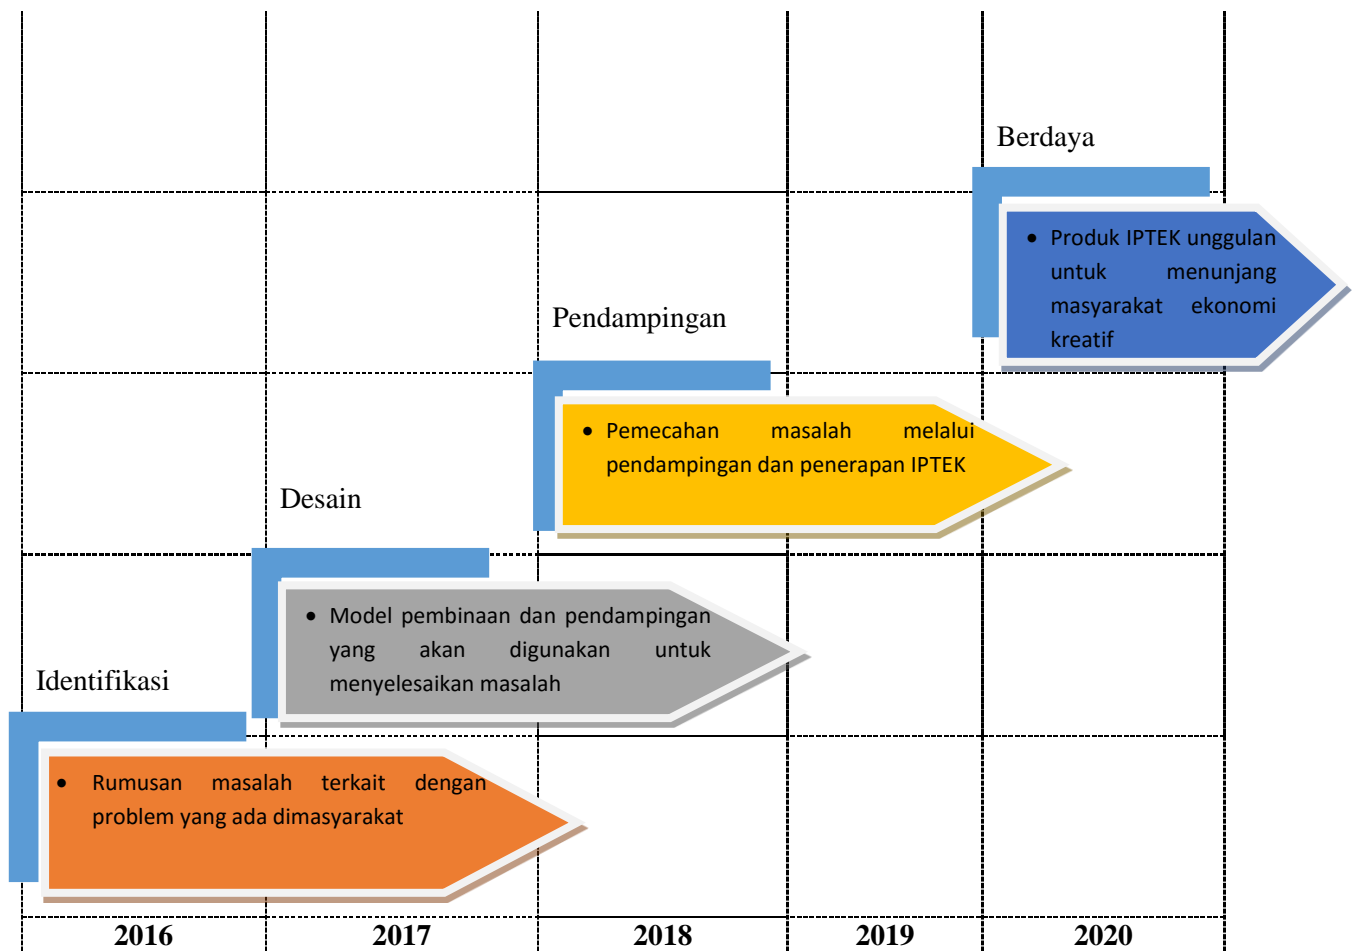 Berdaya
Produk IPTEK unggulan
untuk menunjang
masyarakat ekonomi
kreatif
Pendampingan
Pemecahan masalah melalui
pendampingan dan penerapan IPTEK
Desain
Model pembinaan dan pendampingan
yang akan digunakan untuk
menyelesaikan masalah
Identifikasi
Rumusan masalah terkait dengan
problem yang ada dimasyarakat
2016 2017 2018 2019 2020